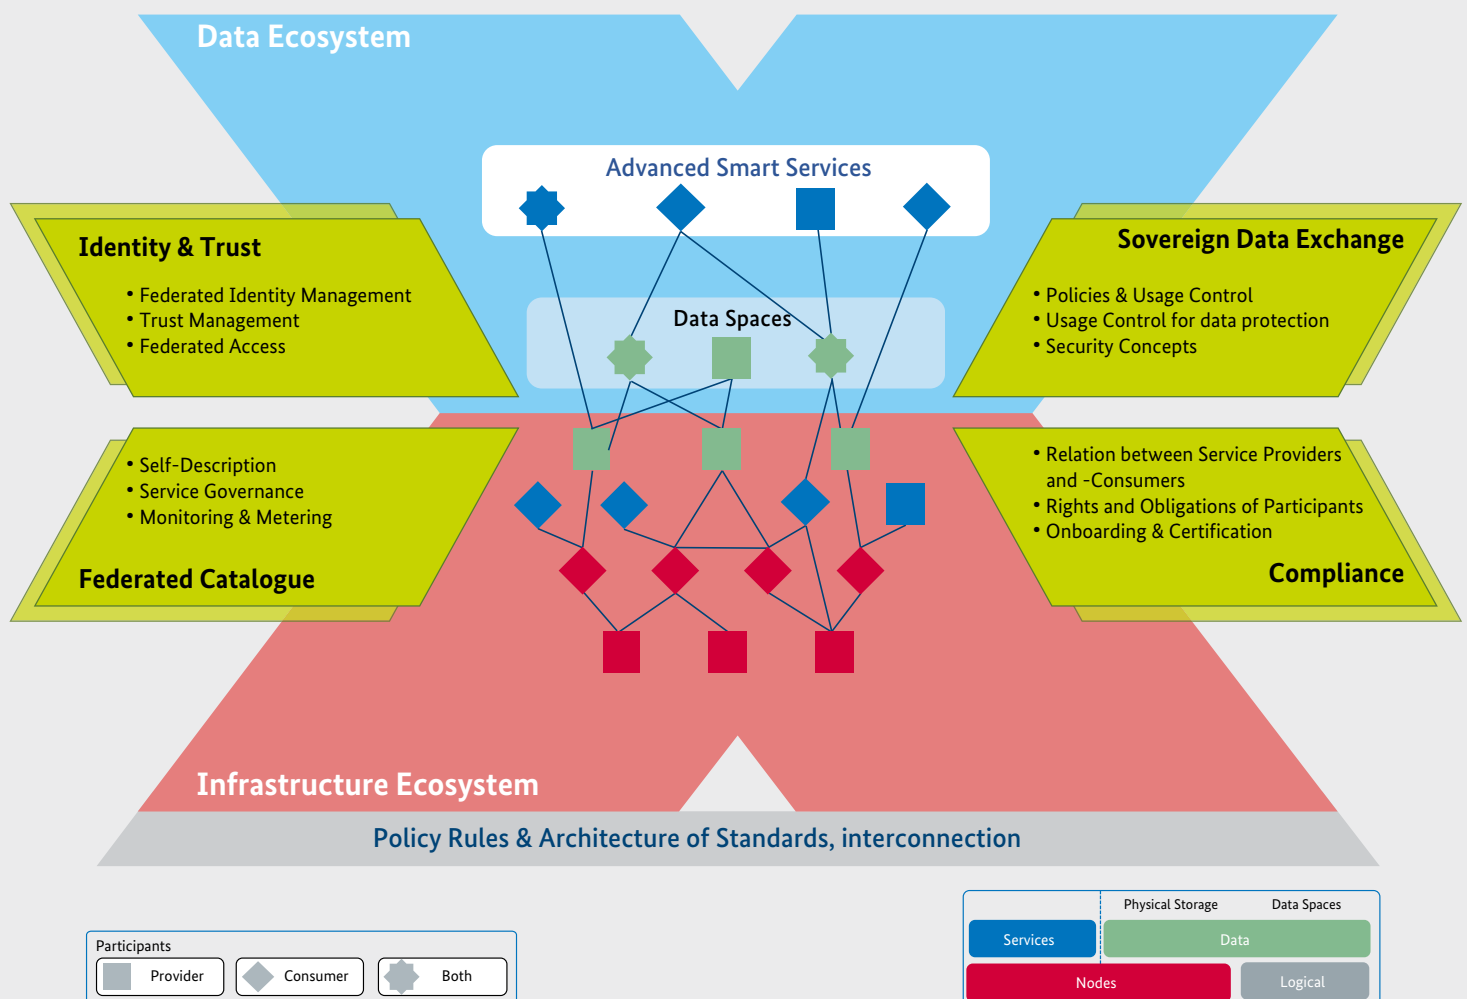 Data Ecosystem
Advanced Smart Services
Identity & Trust
• Federated Identity Management
• Trust Management
• Federated Access
Sovereign Data Exchange
• Policies & Usage Control
• Usage Control for data protection
• Security Concepts
Data Spaces
• Self-Description
• Service Governance
• Monitoring & Metering
Federated Catalogue
• Relation between Service Providers
and -Consumers
• Rights and Obligations of Participants
• Onboarding & Certification
Compliance
Infrastructure Ecosystem
Policy Rules & Architecture of Standards, interconnection
Participants
Provider
Consumer
Both
Physical Storage
Data Spaces
Services
Data
Nodes
Logical